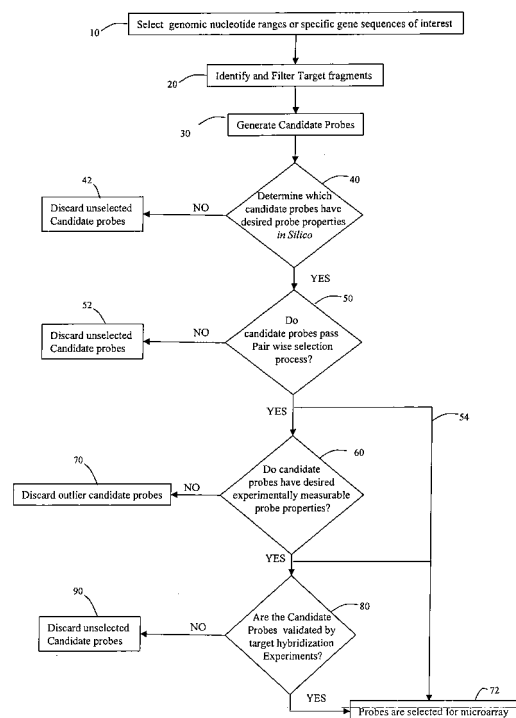 10
Select genomic nucleotide ranges or specific gene sequences of interest
20
Identify and Filter Target fragments
30
Generate Candidate Probes
40
Determine which
candidate probes have
desired probe properties
in Silico
42
NO
Discard unselected
Candidate probes
YES
50
Do
candidate probes pass
Pair wise selection
process?
52
NO
Discard unselected
Candidate probes
YES
54
60
Do candidate
probes have desired
experimentally measurable
probe properties?
70
NO
Discard outlier candidate probes
YES
80
Are the Candidate
Probes validated by
target hybridization
Experiments?
90
NO
Discard unselected
Candidate probes
YES
72
Probes are selected for microarray